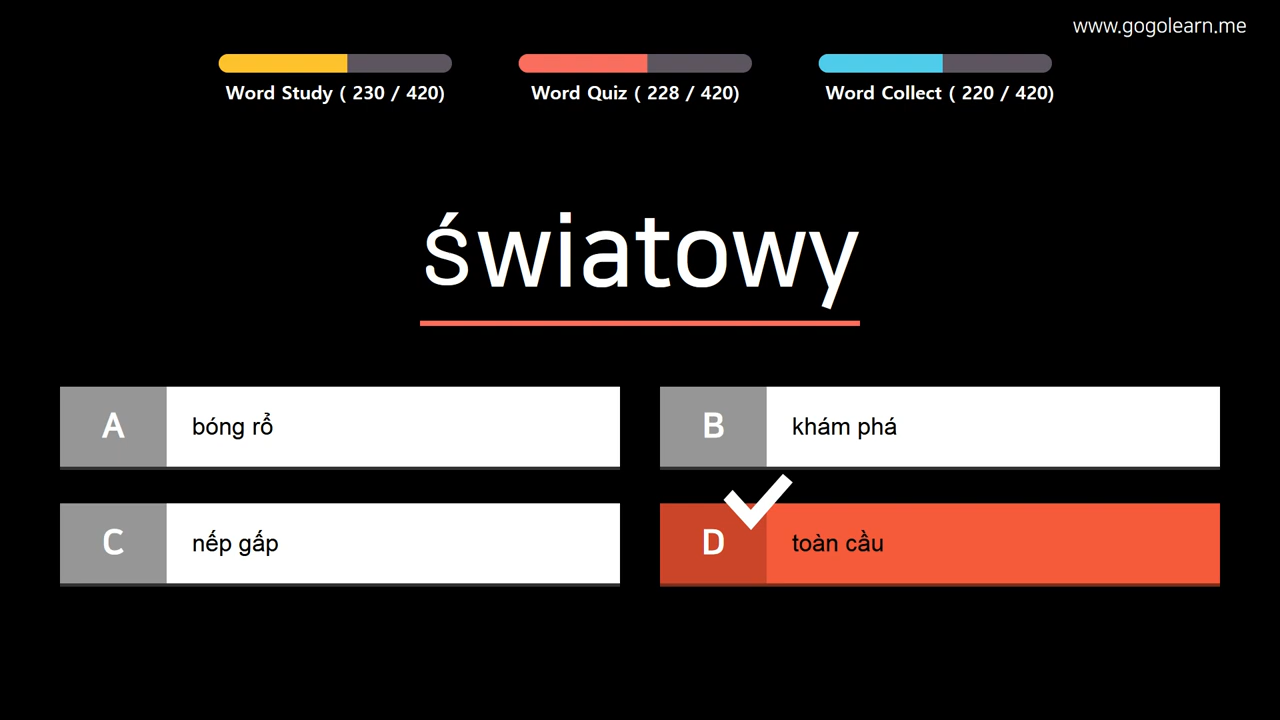 www.gogolearn.me
Word Study ( 230 / 420)
Word Quiz ( 228 / 420)
Word Collect ( 220 / 420)
światowy
A bóng rổ
B khám phá
C nếp gấp
D toàn cầu